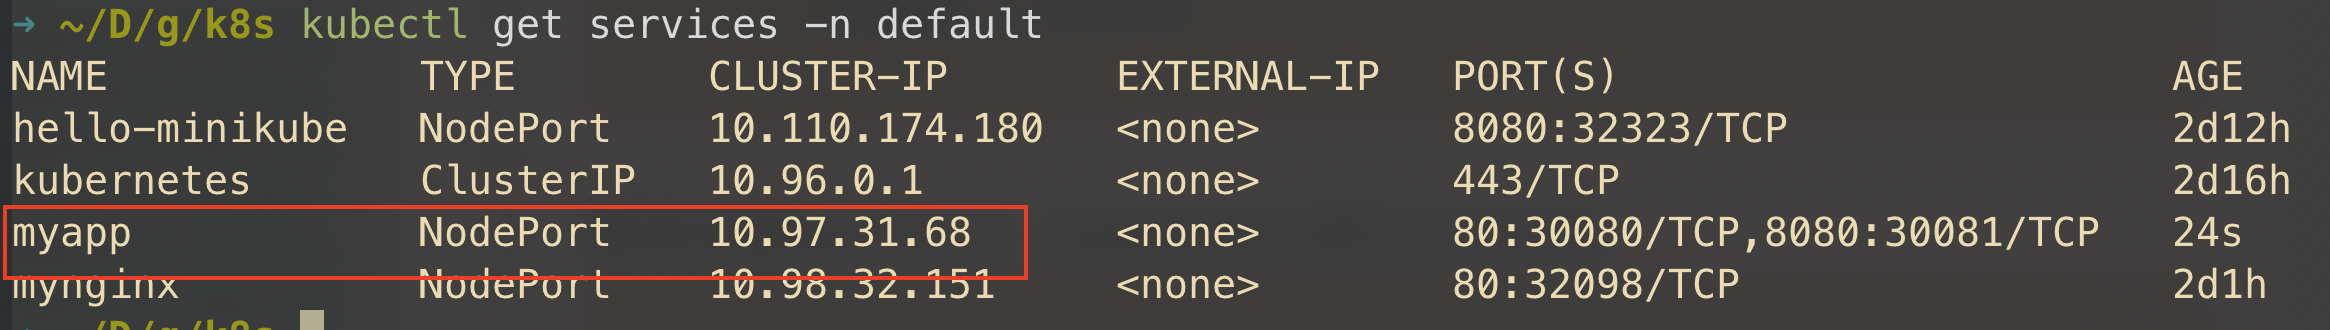 → ~/D/g/k8s kubectl get services -n default
NAME TYPE CLUSTER-IP EXTERNAL-IP PORT(S) AGE
hello-minikube NodePort 10.110.174.180 <none> 8080:32323/TCP 2d12h
kubernetes ClusterIP 10.96.0.1 <none> 443/TCP 2d16h
myapp NodePort 10.97.31.68 <none> 80:30080/TCP,8080:30081/TCP 24s
mynginx NodePort 10.98.32.151 <none> 80:32098/TCP 2d1h
→ ~/D/g/k8s